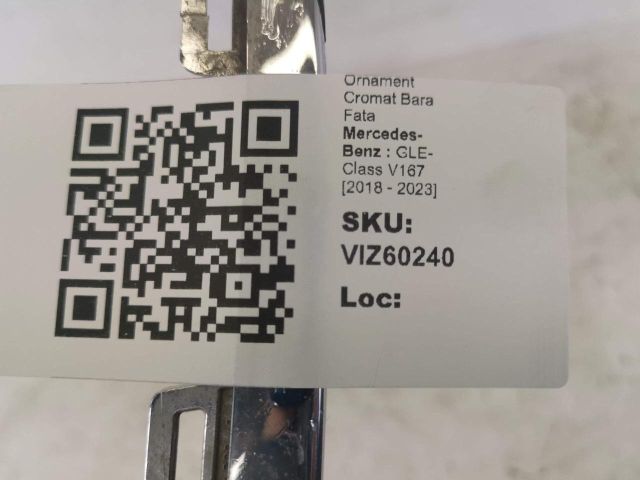 Ornament
Cromat Bara
Fata
Mercedes-
Benz : GLE-
Class V167
[2018 - 2023]
SKU:
VIZ60240
Loc: